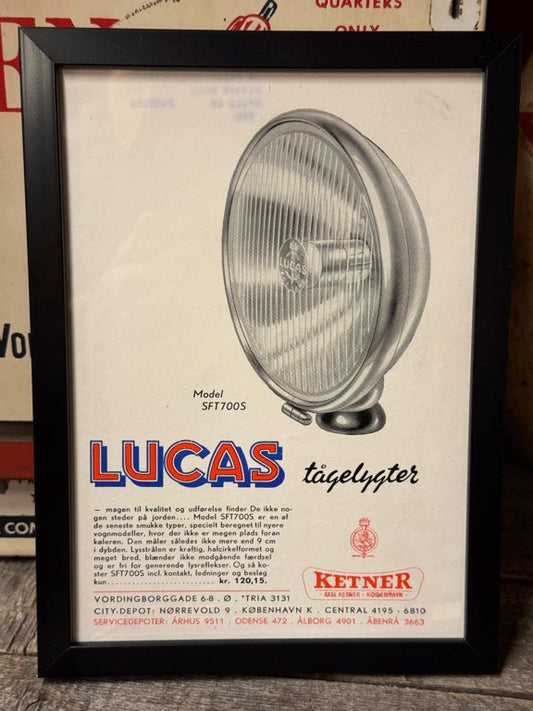 QUARTERS
ONLY
EN
LUCAS
Model
SFT700S
LUCAS tågelygter
— magen til kvalitet og udførelse finder De ikke no-
gen steder på jorden.... Model SFT700S er en af
de seneste smukke typer, specielt beregnet til nyere
vognmodeller, hvor der ikke er megen plads foran
køleren. Den måler således ikke mere end 9 cm
i dybden. Lysstrålen er kraftig, halcirkelformet og
meget bred, blænder ikke modgående færdsel
og er fri for generende lysreflekser. Og så ko-
ster SFT700S incl. kontakt, ledninger og beslag
kun........................ kr. 120,15.
KETNER
· AXEL KETNER - KØBENHAVN ·
VORDINGBORGGADE 6-8 . Ø . *TRIA 3131
CITY-DEPOT: NØRREVOLD 9 . KØBENHAVN K . CENTRAL 4195 - 6810
SERVICEDEPOTER: ÅRHUS 9511 . ODENSE 472 . ÅLBORG 4901 . ÅBENRÅ 3663